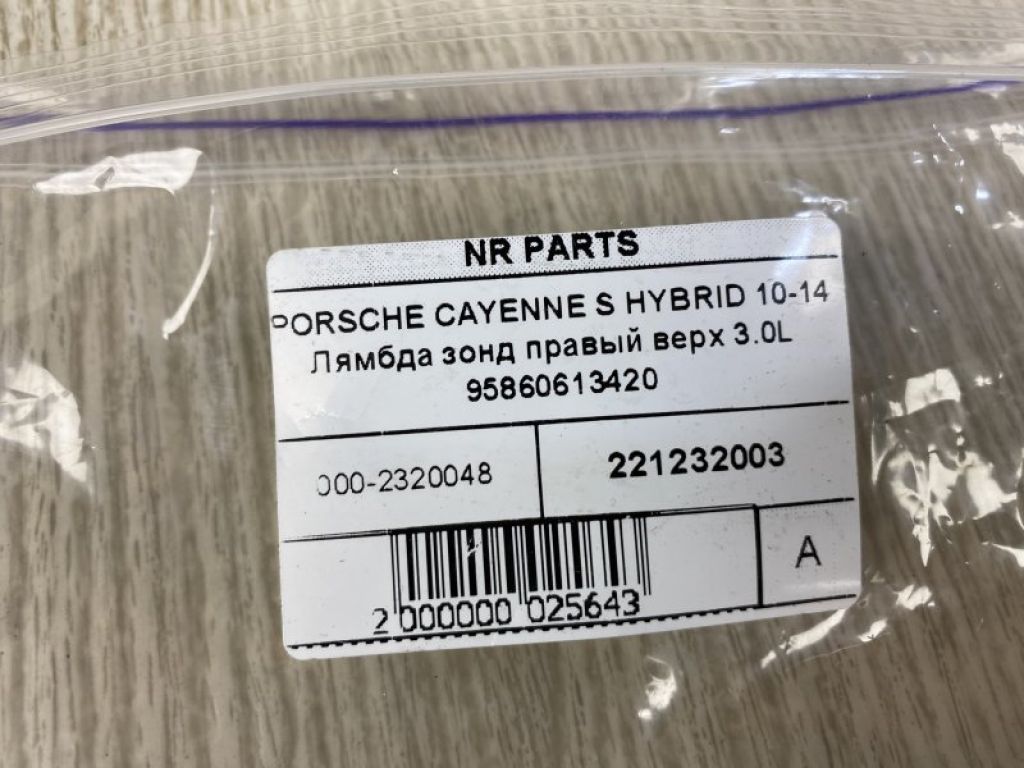 NR PARTS
PORSCHE CAYENNE S HYBRID 10-14
Лямбда зонд правый верх 3.0L
95860613420
000-2320048
221232003
2 000000 025643
A